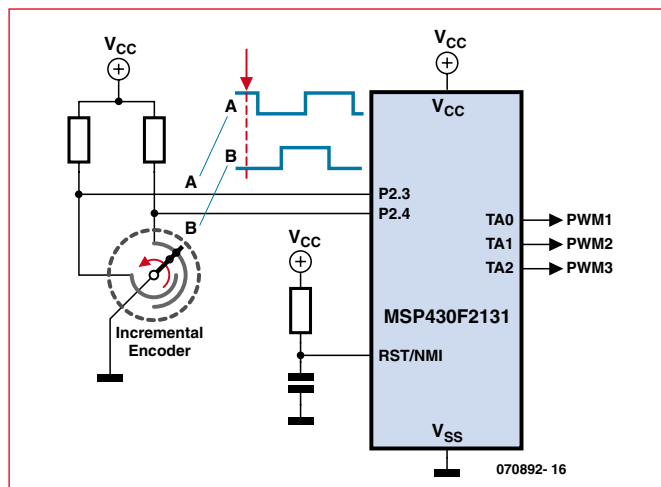 VCC
VCC
A
VCC
B
A
P2.3
P2.4
B
TA0
PWM1
VCC
TA1
PWM2
TA2
PWM3
MSP430F2131
Incremental
Encoder
RST/NMI
VSS
070892- 16